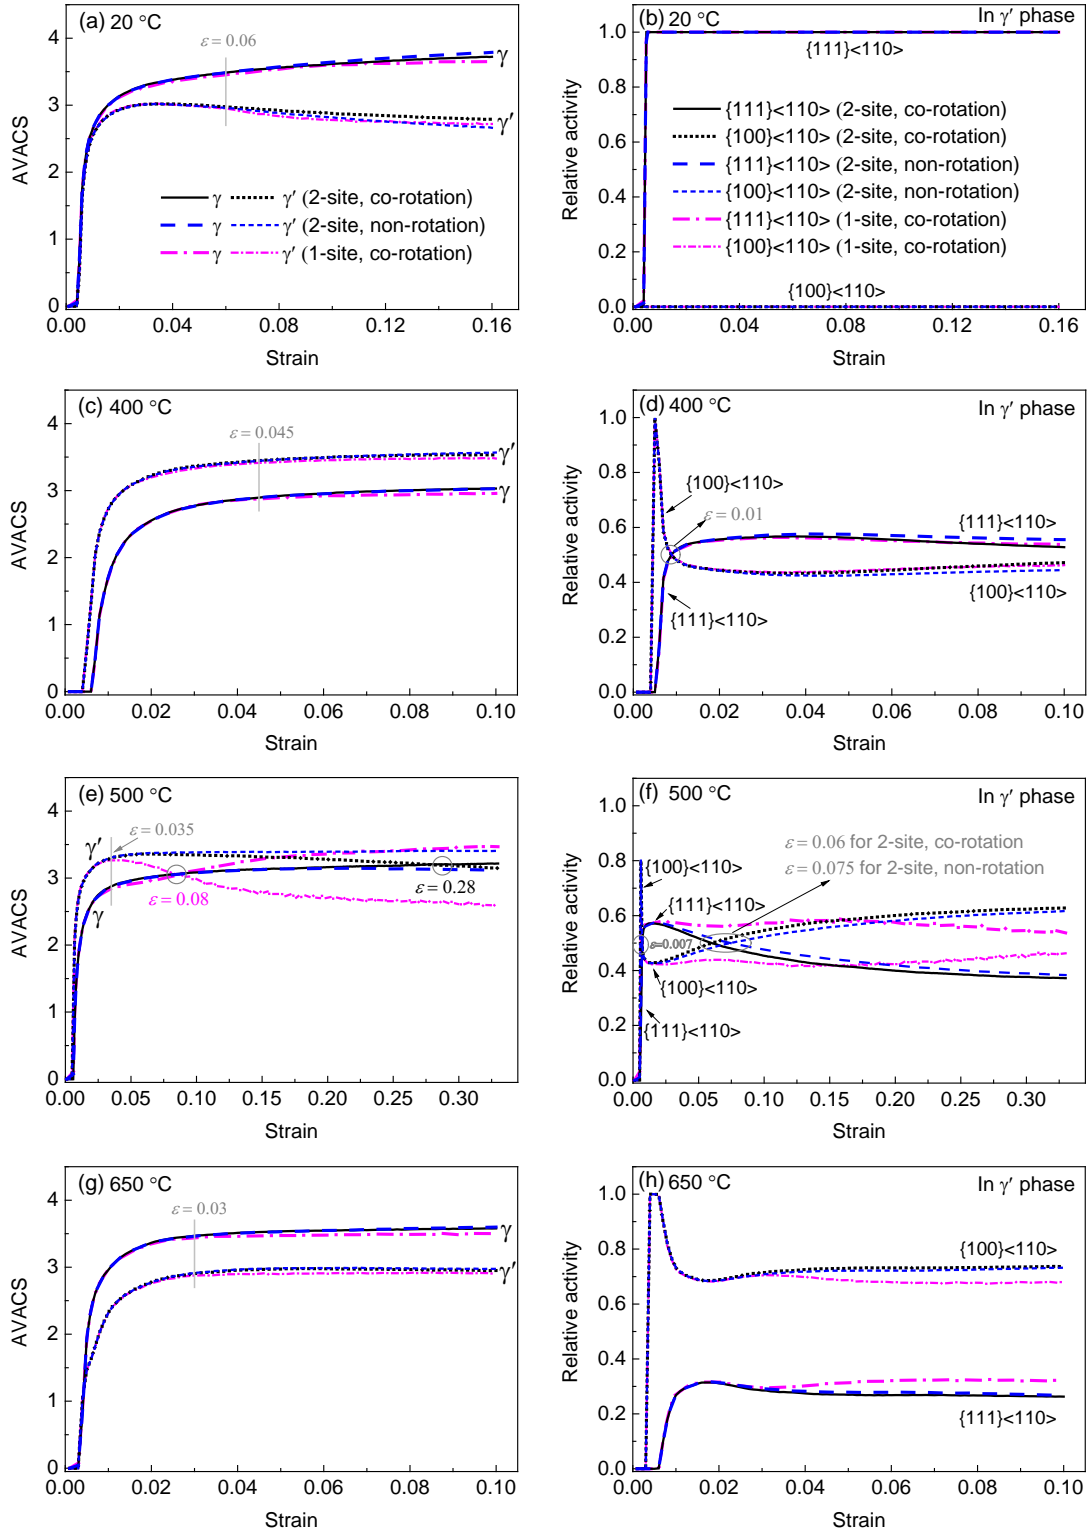 (a) 20 °C
ε = 0.06
γ
γ′
γ γ′ (2-site, co-rotation)
γ γ′ (2-site, non-rotation)
γ γ′ (1-site, co-rotation)
AVACS
4
3
2
1
0
0.00 0.04 0.08 0.12 0.16
Strain
(b) 20 °C
In γ′ phase
{111}<110>
{111}<110> (2-site, co-rotation)
{100}<110> (2-site, co-rotation)
{111}<110> (2-site, non-rotation)
{100}<110> (2-site, non-rotation)
{111}<110> (1-site, co-rotation)
{100}<110> (1-site, co-rotation)
{100}<110>
Relative activity
1.0
0.8
0.6
0.4
0.2
0.0
0.00 0.04 0.08 0.12 0.16
Strain
(c) 400 °C
ε = 0.045
γ′
γ
AVACS
4
3
2
1
0
0.00 0.02 0.04 0.06 0.08 0.10
Strain
(d) 400 °C
In γ′ phase
{100}<110>
ε = 0.01
{111}<110>
{100}<110>
{111}<110>
Relative activity
1.0
0.8
0.6
0.4
0.2
0.0
0.00 0.02 0.04 0.06 0.08 0.10
Strain
(e) 500 °C
ε = 0.035
γ′
γ
ε = 0.08
ε = 0.28
AVACS
4
3
2
1
0
0.00 0.05 0.10 0.15 0.20 0.25 0.30
Strain
(f) 500 °C
In γ′ phase
ε = 0.06 for 2-site, co-rotation
ε = 0.075 for 2-site, non-rotation
{100}<110>
{111}<110>
ε=0.007
{100}<110>
{111}<110>
Relative activity
1.0
0.8
0.6
0.4
0.2
0.0
0.00 0.05 0.10 0.15 0.20 0.25 0.30
Strain
(g) 650 °C
ε = 0.03
γ
γ′
AVACS
4
3
2
1
0
0.00 0.02 0.04 0.06 0.08 0.10
Strain
(h) 650 °C
In γ′ phase
{100}<110>
{111}<110>
Relative activity
1.0
0.8
0.6
0.4
0.2
0.0
0.00 0.02 0.04 0.06 0.08 0.10
Strain